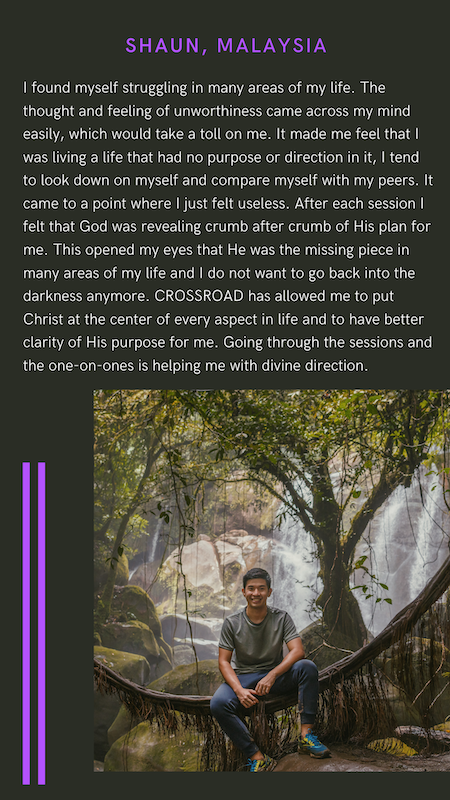 SHAUN, MALAYSIA
I found myself struggling in many areas of my life. The
thought and feeling of unworthiness came across my mind
easily, which would take a toll on me. It made me feel that I
was living a life that had no purpose or direction in it, I tend
to look down on myself and compare myself with my peers. It
came to a point where I just felt useless. After each session I
felt that God was revealing crumb after crumb of His plan for
me. This opened my eyes that He was the missing piece in
many areas of my life and I do not want to go back into the
darkness anymore. CROSSROAD has allowed me to put
Christ at the center of every aspect in life and to have better
clarity of His purpose for me. Going through the sessions and
the one-on-ones is helping me with divine direction.